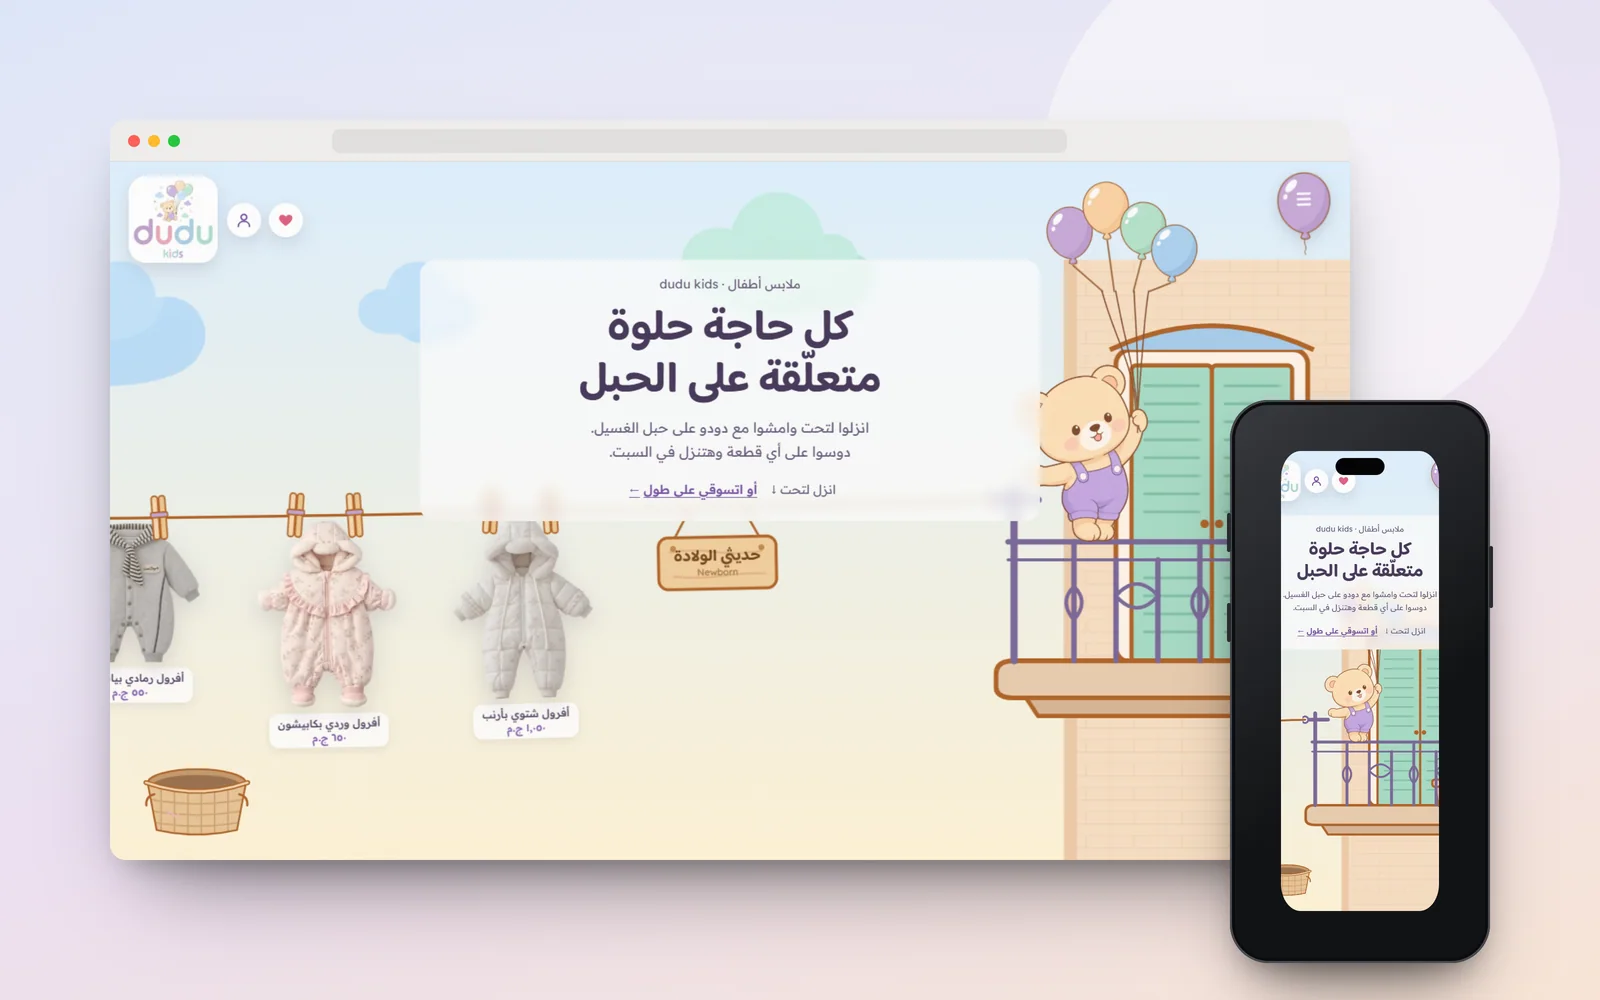 dudu
kids
ملابس أطفال · dudu kids
كل حاجة حلوة
متعلّقة على الحبل
انزلوا لتحت وامشوا مع دودو على حبل الغسيل.
دوسوا على أي قطعة وهتنزل في السبت.
انزل لتحت ↓ أو اتسوقي على طول ←
حديثي الولادة
Newborn
أفرول شتوي بأرنب
١,٠٥٠ ج.م
أفرول وردي بكابيشون
٦٥٠ ج.م
أفرول رمادي
٥٥٠ ج.م
du
ملابس أطفال · dudu kids
كل حاجة حلوة
متعلّقة على الحبل
انزلوا لتحت وامشوا مع دودو على حبل الغسيل.
دوسوا على أي قطعة وهتنزل في السبت.
انزل لتحت ↓ أو اتسوقي على طول ←